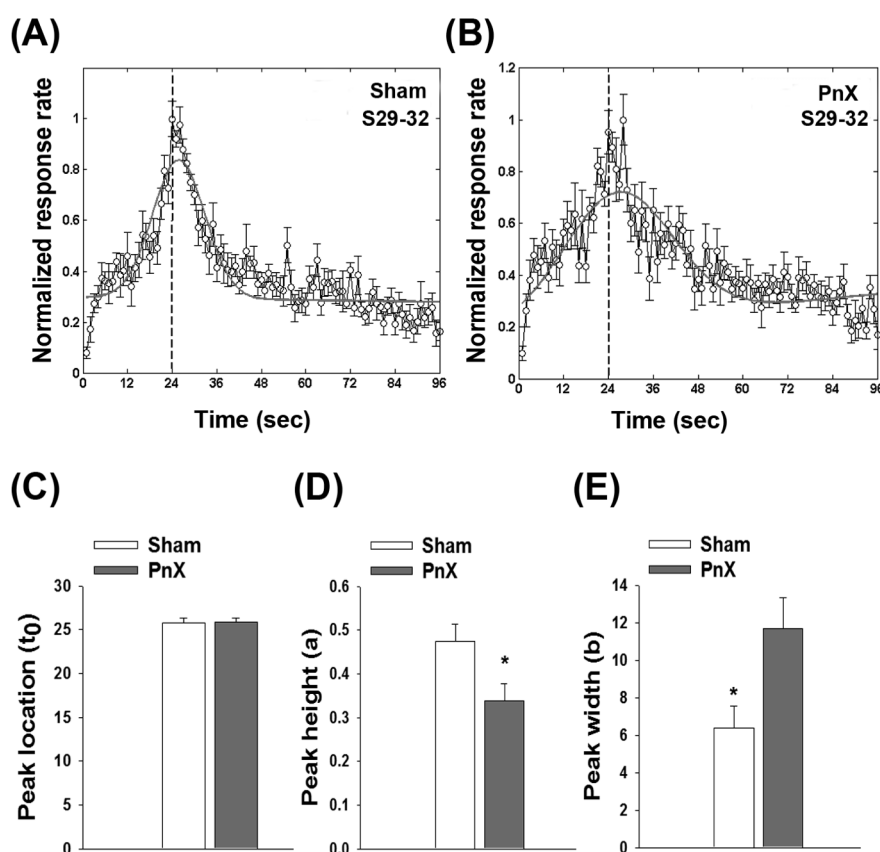 (A)
Normalized response rate
1.2
1
0.8
0.6
0.4
0.2
0
Sham
S29-32
0 12 24 36 48 60 72 84 96
Time (sec)
(B)
Normalized response rate
1.2
1
0.8
0.6
0.4
0.2
0
PnX
S29-32
0 12 24 36 48 60 72 84 96
Time (sec)
(C)
Sham
PnX
Peak location (t0)
30
25
20
15
10
5
0
(D)
Sham
PnX
Peak height (a)
0.6
0.5
0.4
0.3
0.2
0.1
0.0
*
(E)
Sham
PnX
Peak width (b)
14
12
10
8
6
4
2
0
*